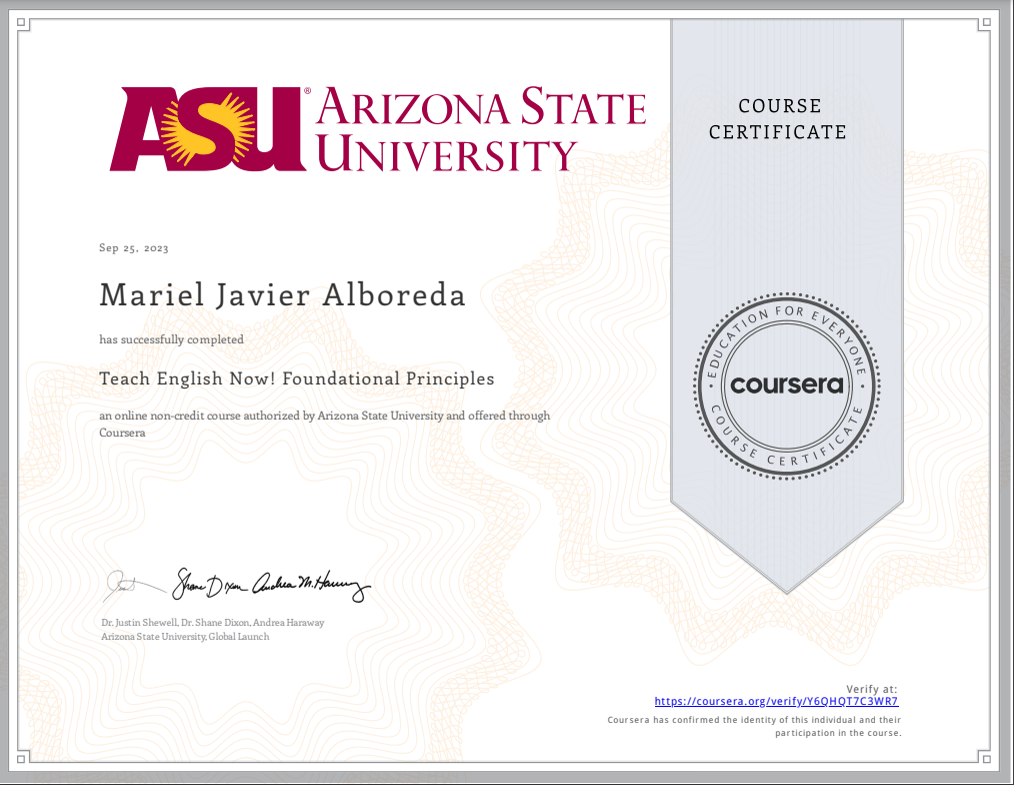 ASU® ARIZONA STATE
UNIVERSITY
COURSE
CERTIFICATE
Sep 25, 2023
Mariel Javier Alboreda
has successfully completed
Teach English Now! Foundational Principles
an online non-credit course authorized by Arizona State University and offered through
Coursera
EDUCATION FOR EVERYONE
coursera
COURSE CERTIFICATE
Shane Dixon Andrea M. Haraway
Dr. Justin Shewell, Dr. Shane Dixon, Andrea Haraway
Arizona State University, Global Launch
Verify at:
https://coursera.org/verify/Y6QHQT7C3WR7
Coursera has confirmed the identity of this individual and their
participation in the course.